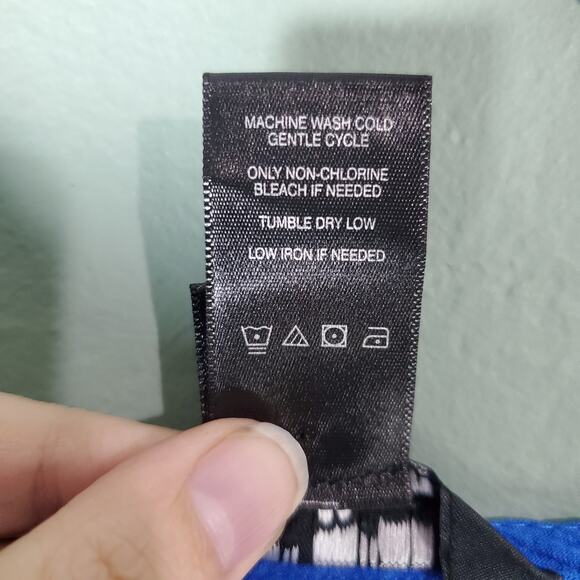 MACHINE WASH COLD
GENTLE CYCLE
ONLY NON-CHLORINE
BLEACH IF NEEDED
TUMBLE DRY LOW
LOW IRON IF NEEDED